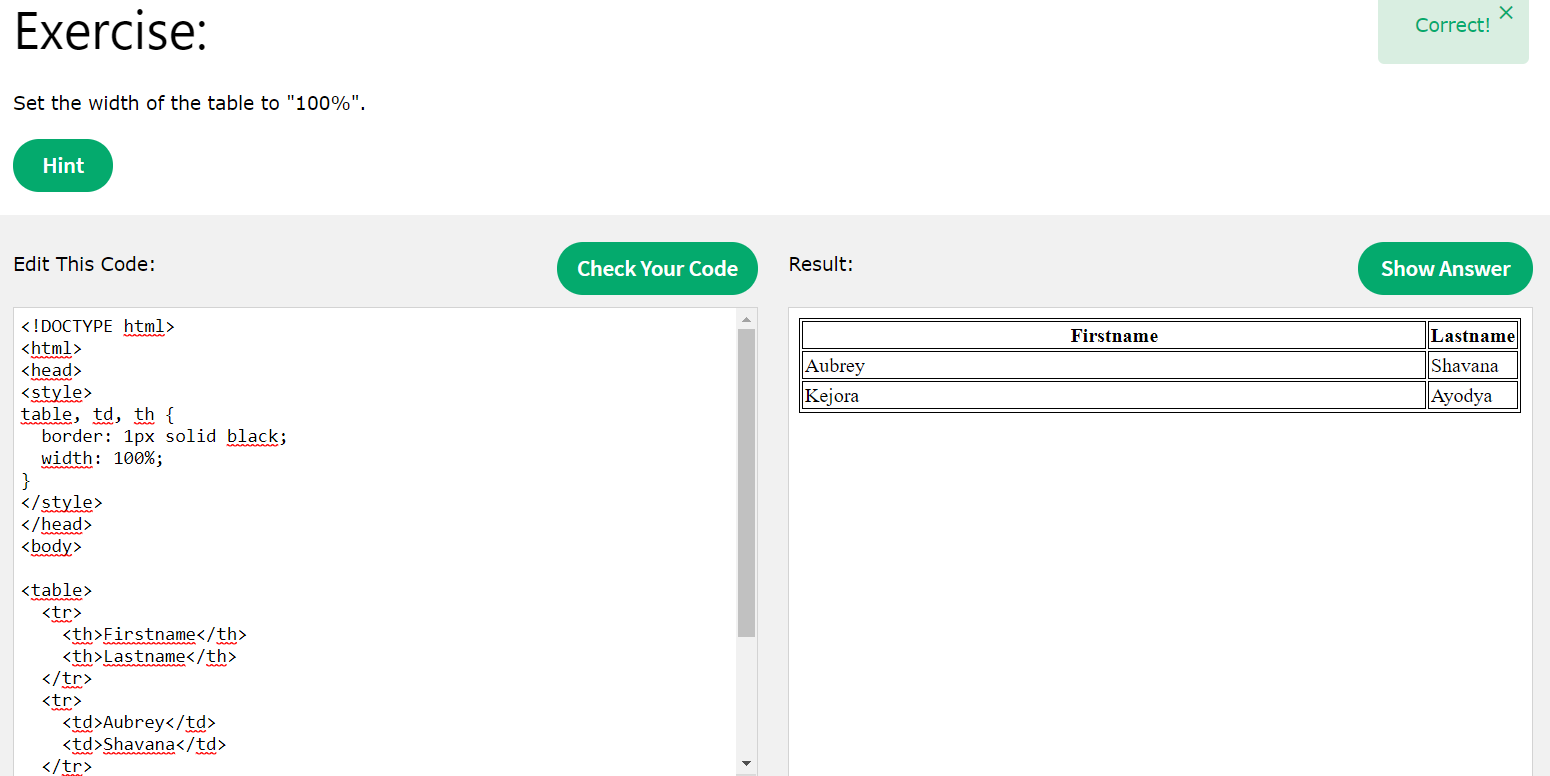 Exercise:
Correct! ×
Set the width of the table to "100%".
Hint
Edit This Code:
Check Your Code
<!DOCTYPE html>
<html>
<head>
<style>
table, td, th {
  border: 1px solid black;
  width: 100%;
}
</style>
</head>
<body>

<table>
  <tr>
    <th>Firstname</th>
    <th>Lastname</th>
  </tr>
  <tr>
    <td>Aubrey</td>
    <td>Shavana</td>
  </tr>
Result:
Show Answer
Firstname Lastname
Aubrey Shavana
Kejora Ayodya